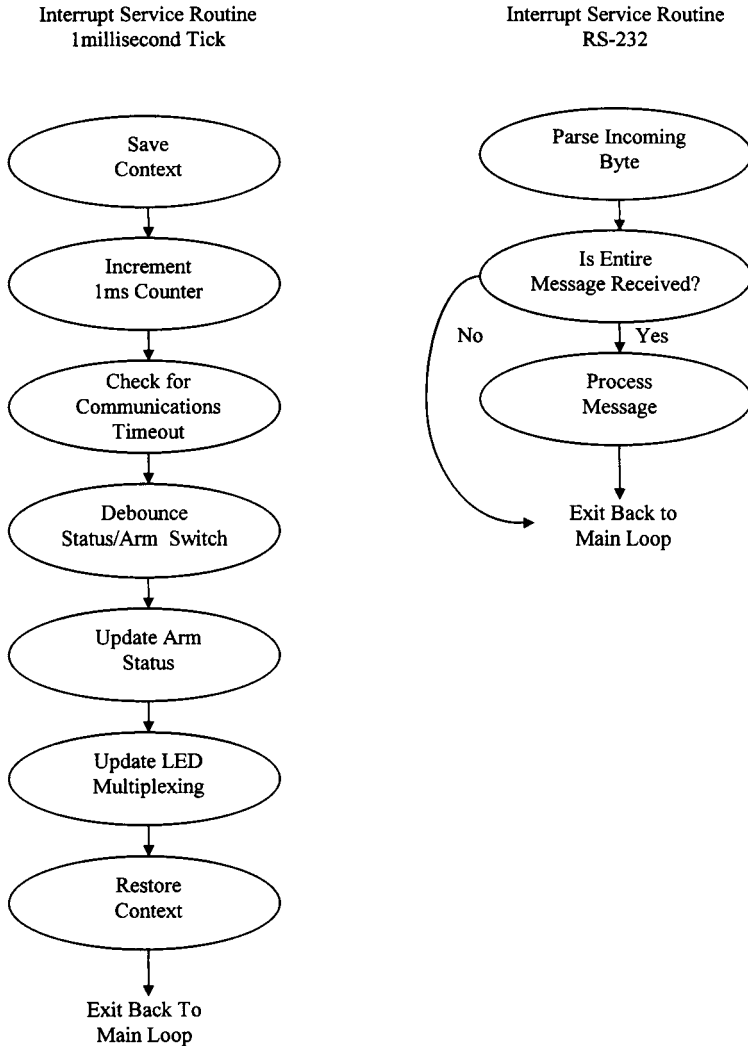 Interrupt Service Routine
1millisecond Tick
Save
Context
Increment
1ms Counter
Check for
Communications
Timeout
Debounce
Status/Arm Switch
Update Arm
Status
Update LED
Multiplexing
Restore
Context
Exit Back To
Main Loop
Interrupt Service Routine
RS-232
Parse Incoming
Byte
Is Entire
Message Received?
No
Yes
Process
Message
Exit Back to
Main Loop